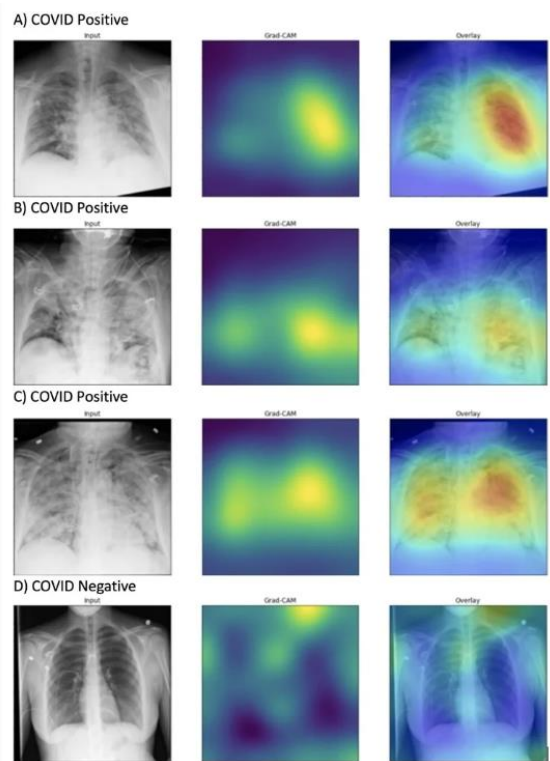 A) COVID Positive
Input Grad-CAM Overlay
B) COVID Positive
Input Grad-CAM Overlay
C) COVID Positive
Input Grad-CAM Overlay
D) COVID Negative
Input Grad-CAM Overlay